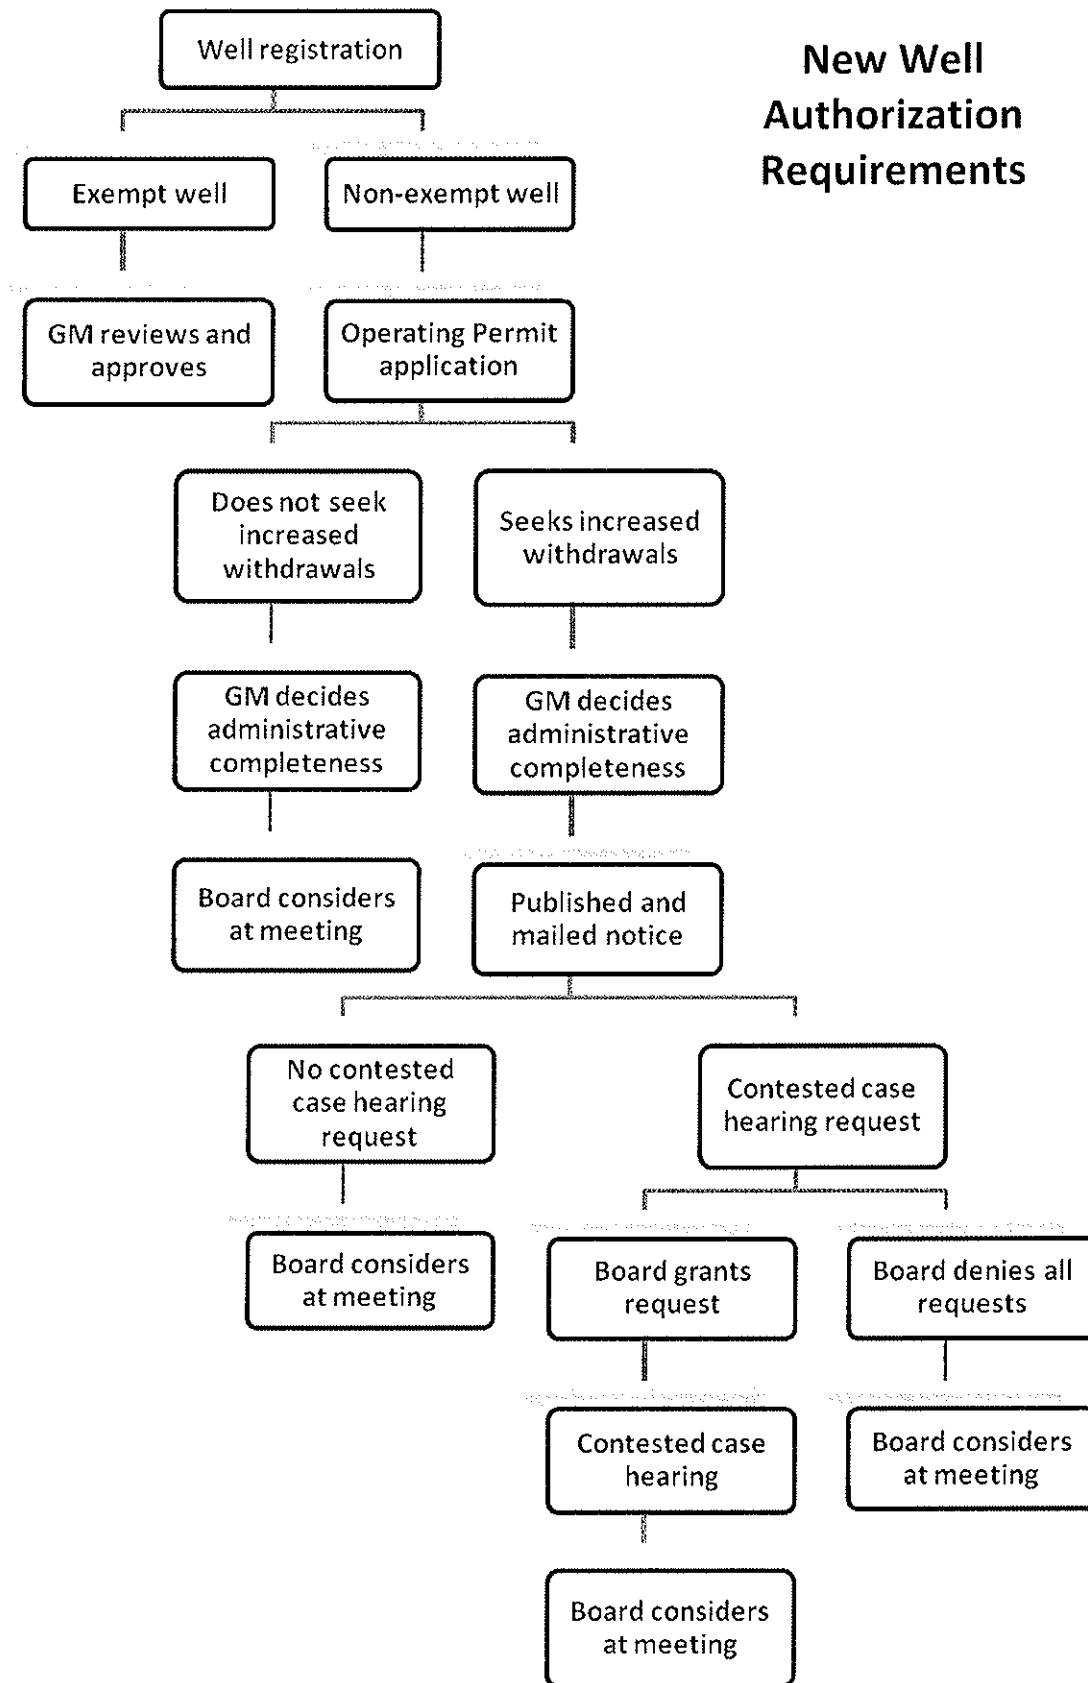 New Well
Authorization
Requirements
Well registration
Exempt well
Non-exempt well
GM reviews and
approves
Operating Permit
application
Does not seek
increased
withdrawals
Seeks increased
withdrawals
GM decides
administrative
completeness
GM decides
administrative
completeness
Board considers
at meeting
Published and
mailed notice
No contested
case hearing
request
Contested case
hearing request
Board considers
at meeting
Board grants
request
Board denies all
requests
Contested case
hearing
Board considers
at meeting
Board considers
at meeting